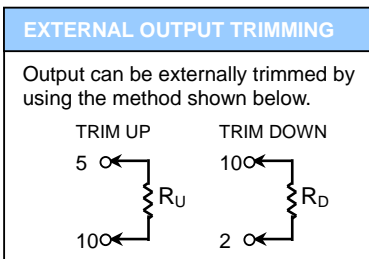 EXTERNAL OUTPUT TRIMMING
Output can be externally trimmed by
using the method shown below.
TRIM UP TRIM DOWN
5 10
RU RD
10 2